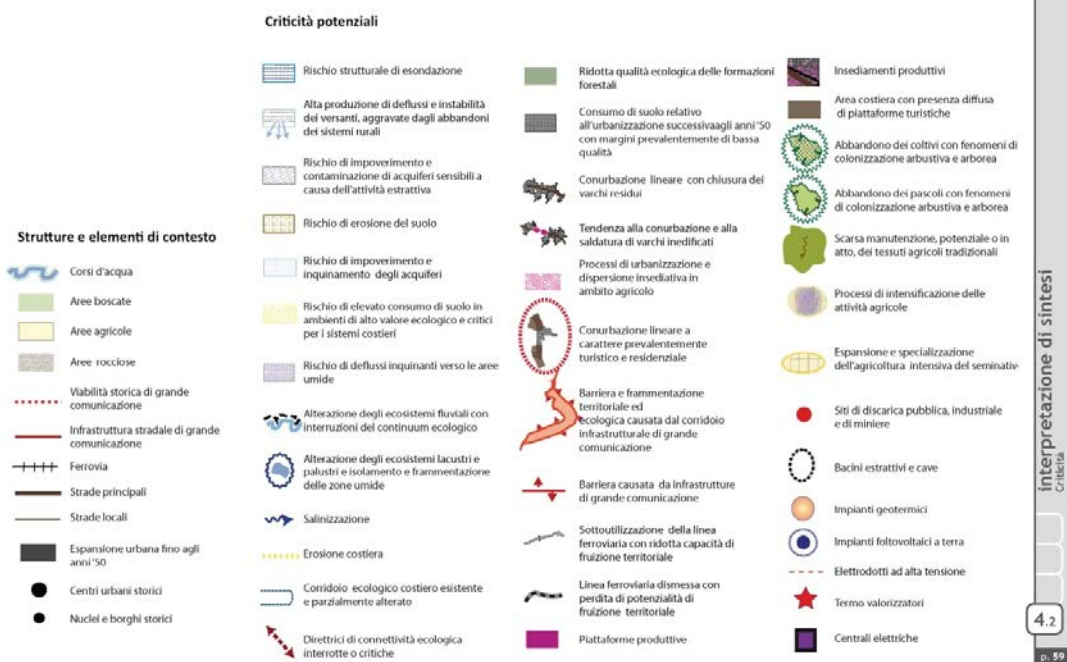 Criticità potenziali
Strutture e elementi di contesto
Corsi d'acqua
Aree boscate
Aree agricole
Aree rocciose
Viabilità storica di grande
comunicazione
Infrastruttura stradale di grande
comunicazione
Ferrovia
Strade principali
Strade locali
Espansione urbana fino agli
anni '50
Centri urbani storici
Nuclei e borghi storici
Rischio strutturale di esondazione
Alta produzione di deflussi e instabilità
dei versanti, aggravate dagli abbandoni
dei sistemi rurali
Rischio di impoverimento e
contaminazione di acquiferi sensibili a
causa dell'attività estrattiva
Rischio di erosione del suolo
Rischio di impoverimento e
inquinamento degli acquiferi
Rischio di elevato consumo di suolo in
ambienti di alto valore ecologico e critici
per i sistemi costieri
Rischio di deflussi inquinanti verso le aree
umide
Alterazione degli ecosistemi fluviali con
interruzioni del continuum ecologico
Alterazione degli ecosistemi lacustri e
palustri e isolamento e frammentazione
delle zone umide
Salinizzazione
Erosione costiera
Corridoio ecologico costiero esistente
e parzialmente alterato
Direttrici di connettività ecologica
interrotte o critiche
Ridotta qualità ecologica delle formazioni
forestali
Consumo di suolo relativo
all'urbanizzazione successivaagli anni '50
con margini prevalentemente di bassa
qualità
Conurbazione lineare con chiusura dei
varchi residui
Tendenza alla conurbazione e alla
saldatura di varchi inedificati
Processi di urbanizzazione e
dispersione insediativa in
ambito agricolo
Conurbazione lineare a
carattere prevalentemente
turistico e residenziale
Barriera e frammentazione
territoriale ed
ecologica causata dal corridoio
infrastrutturale di grande
comunicazione
Barriera causata da infrastrutture
di grande comunicazione
Sottoutilizzazione della linea
ferroviaria con ridotta capacità di
fruizione territoriale
Linea ferroviaria dismessa con
perdita di potenzialità di
fruizione territoriale
Piattaforme produttive
Insediamenti produttivi
Area costiera con presenza diffusa
di piattaforme turistiche
Abbandono dei coltivi con fenomeni di
colonizzazione arbustiva e arborea
Abbandono dei pascoli con fenomeni
di colonizzazione arbustiva e arborea
Scarsa manutenzione, potenziale o in
atto, dei tessuti agricoli tradizionali
Processi di intensificazione delle
attività agricole
Espansione e specializzazione
dell'agricoltura intensiva del seminativ
Siti di discarica pubblica, industriale
e di miniere
Bacini estrattivi e cave
Impianti geotermici
Impianti foltovoltaici a terra
Elettrodotti ad alta tensione
Termo valorizzatori
Centrali elettriche
interpretazione di sintesi
Criticità
4.2
p. 59